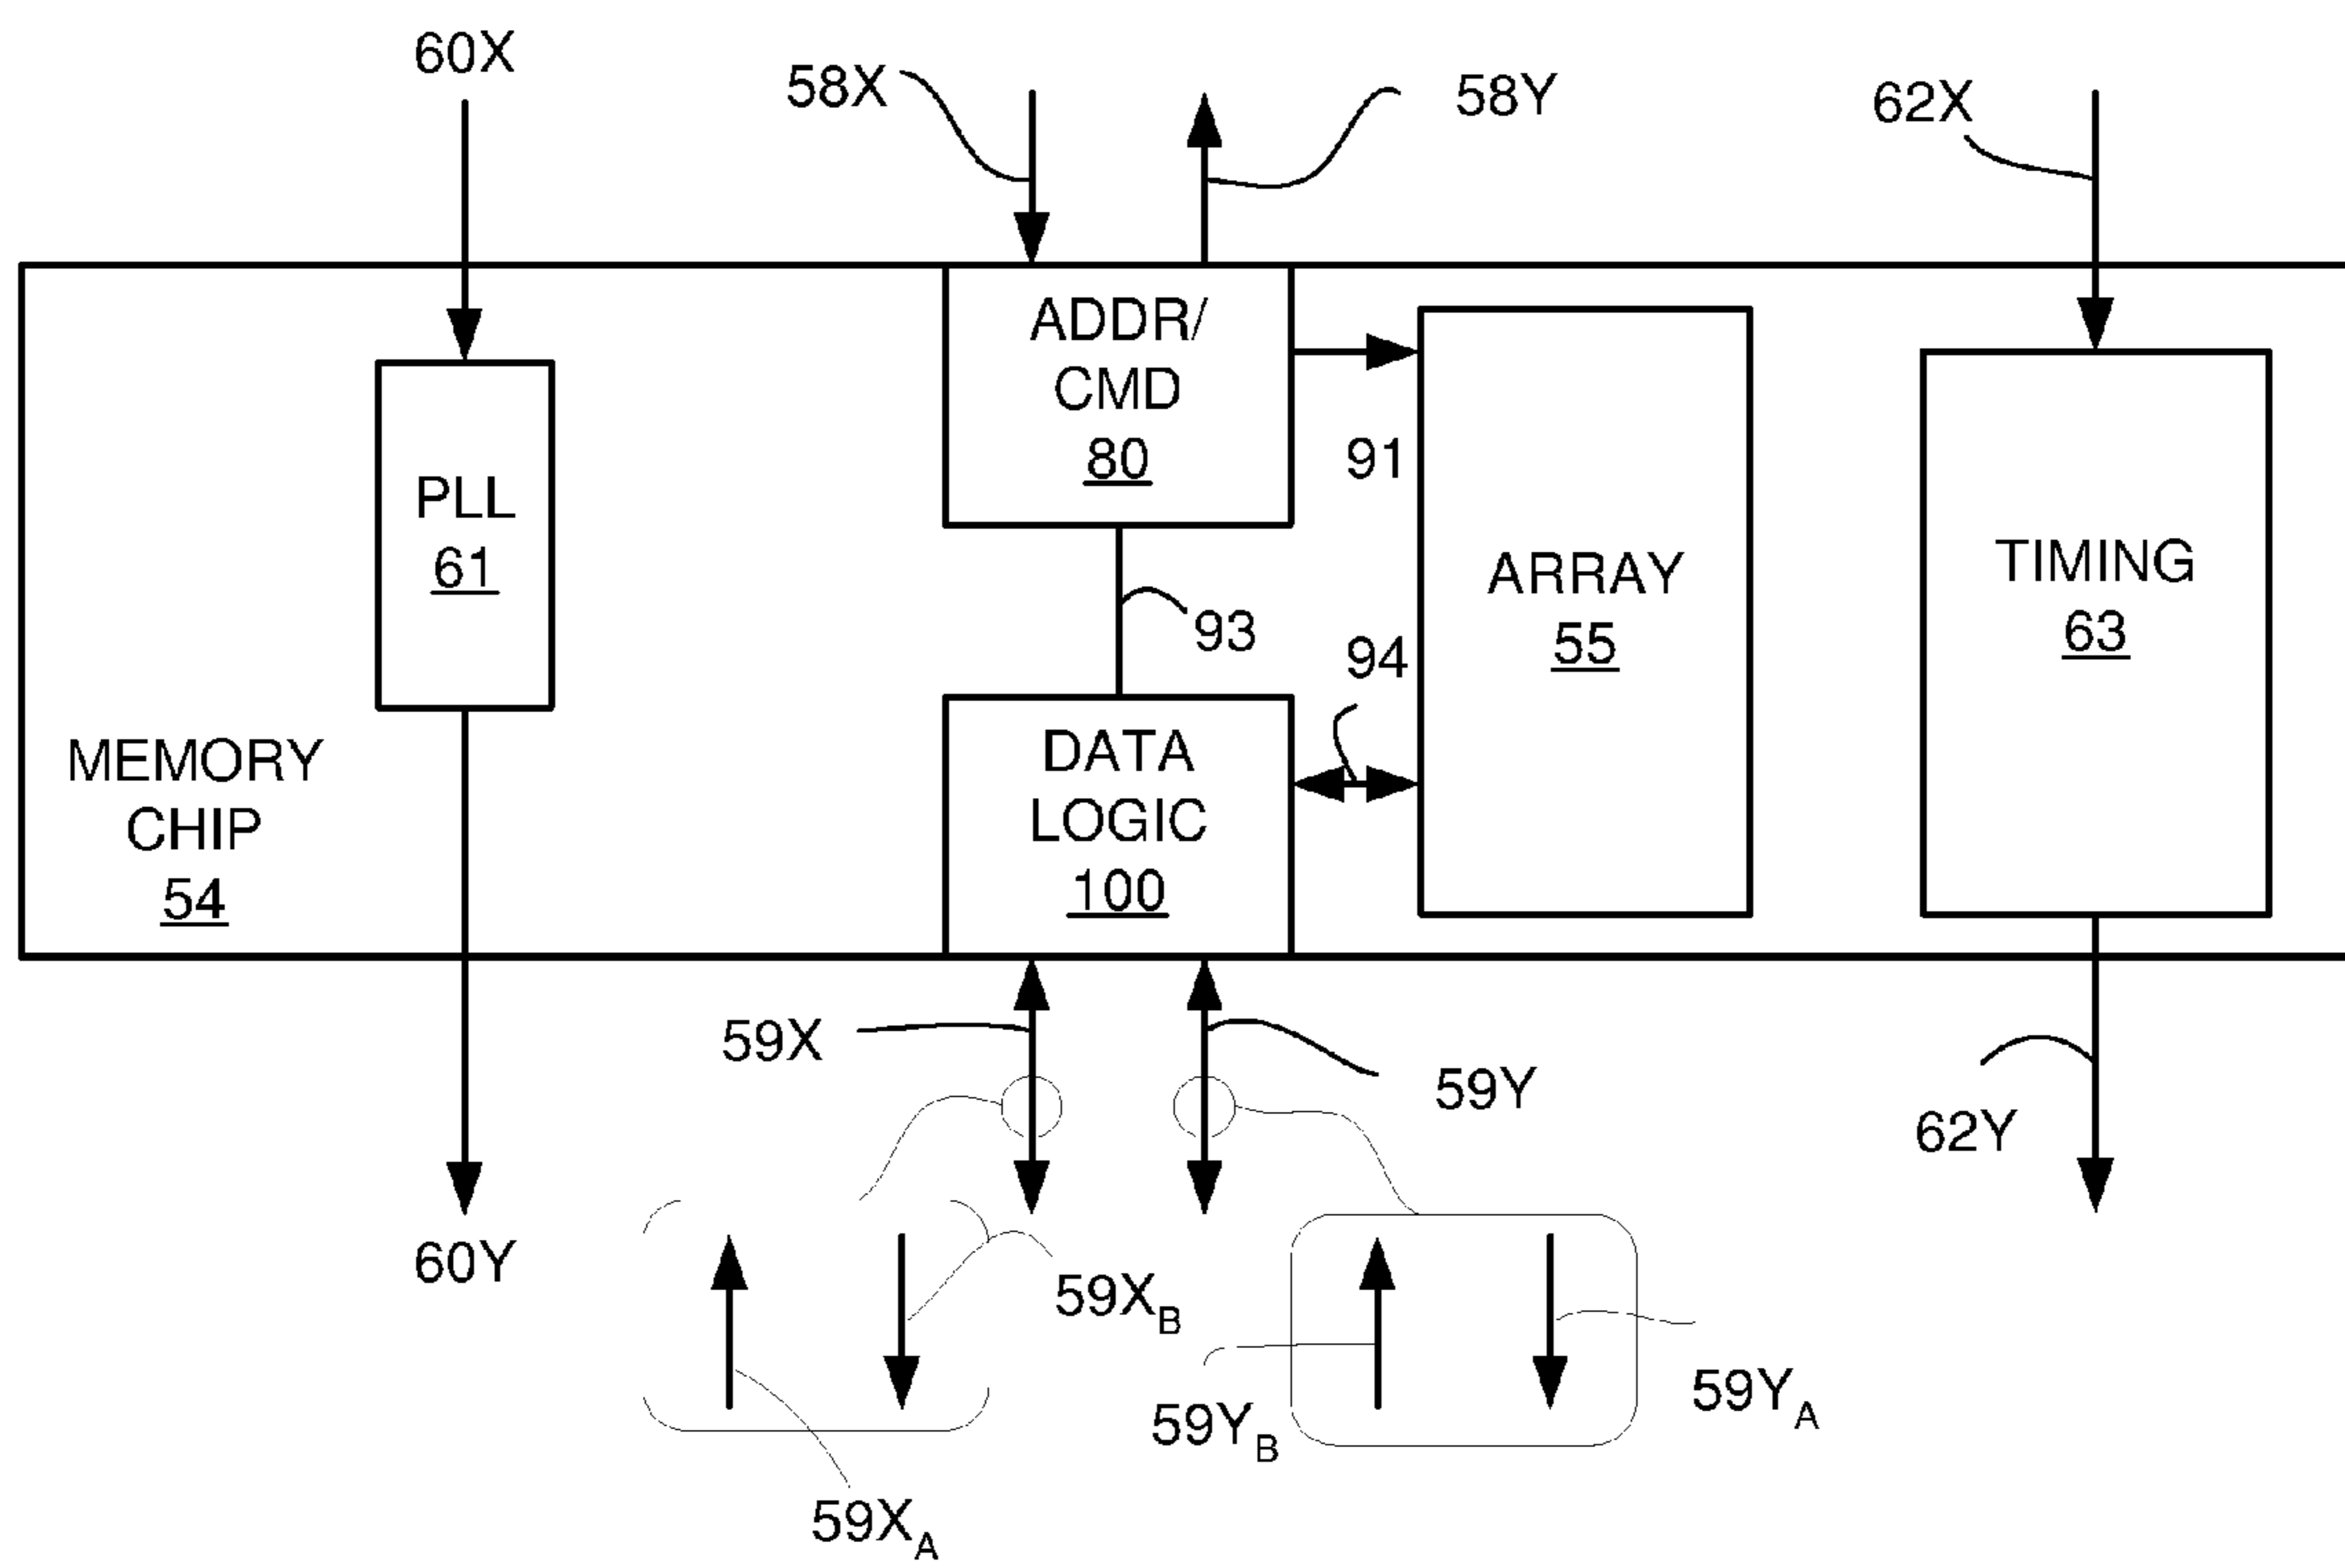 60X
58X
58Y
62X
ADDR/
CMD
80
91
PLL
61
ARRAY
55
TIMING
63
93
94
MEMORY
CHIP
54
DATA
LOGIC
100
59X
59Y
62Y
60Y
59XB
59YB
59YA
59XA